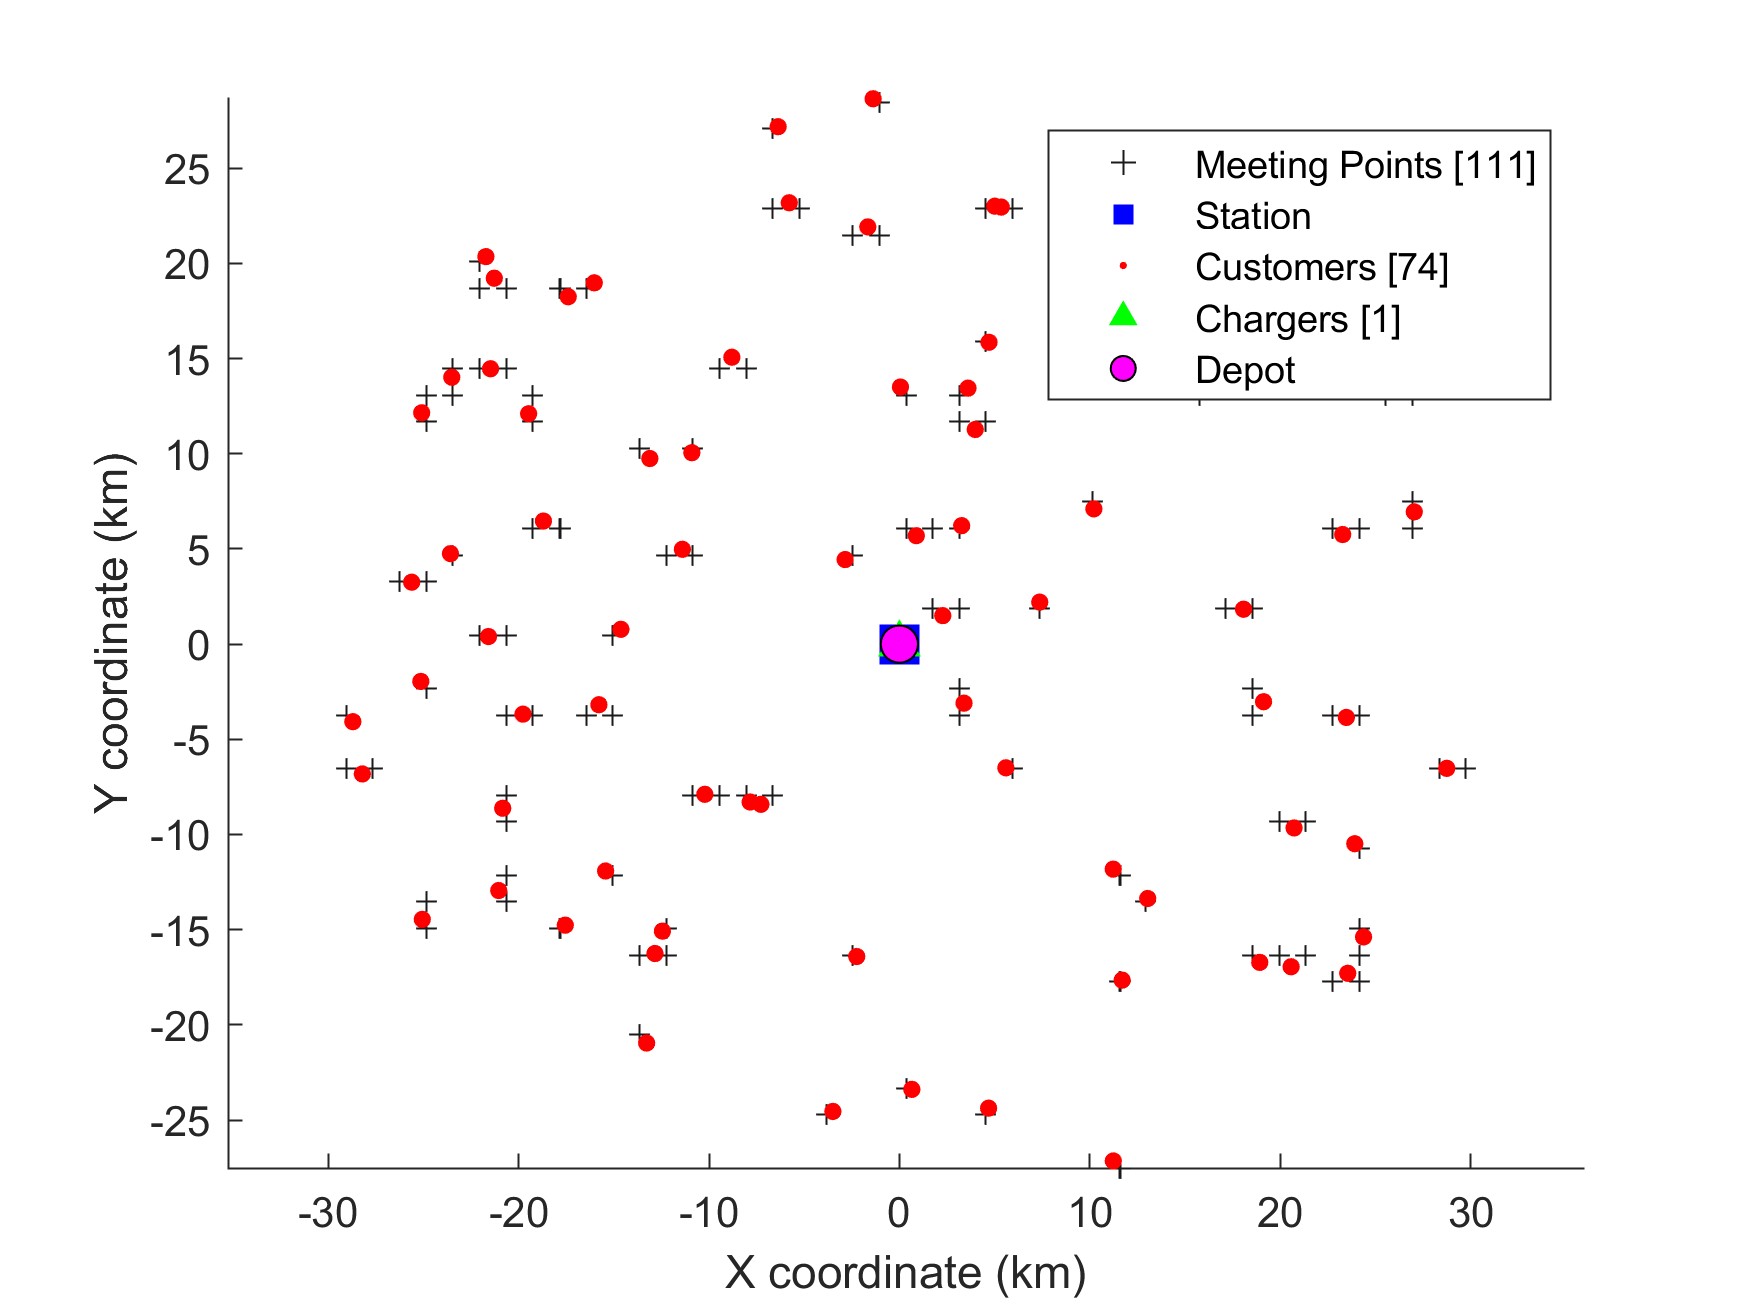 Meeting Points [111]
Station
Customers [74]
Chargers [1]
Depot
25
20
15
10
5
0
-5
-10
-15
-20
-25
Y coordinate (km)
-30 -20 -10 0 10 20 30
X coordinate (km)